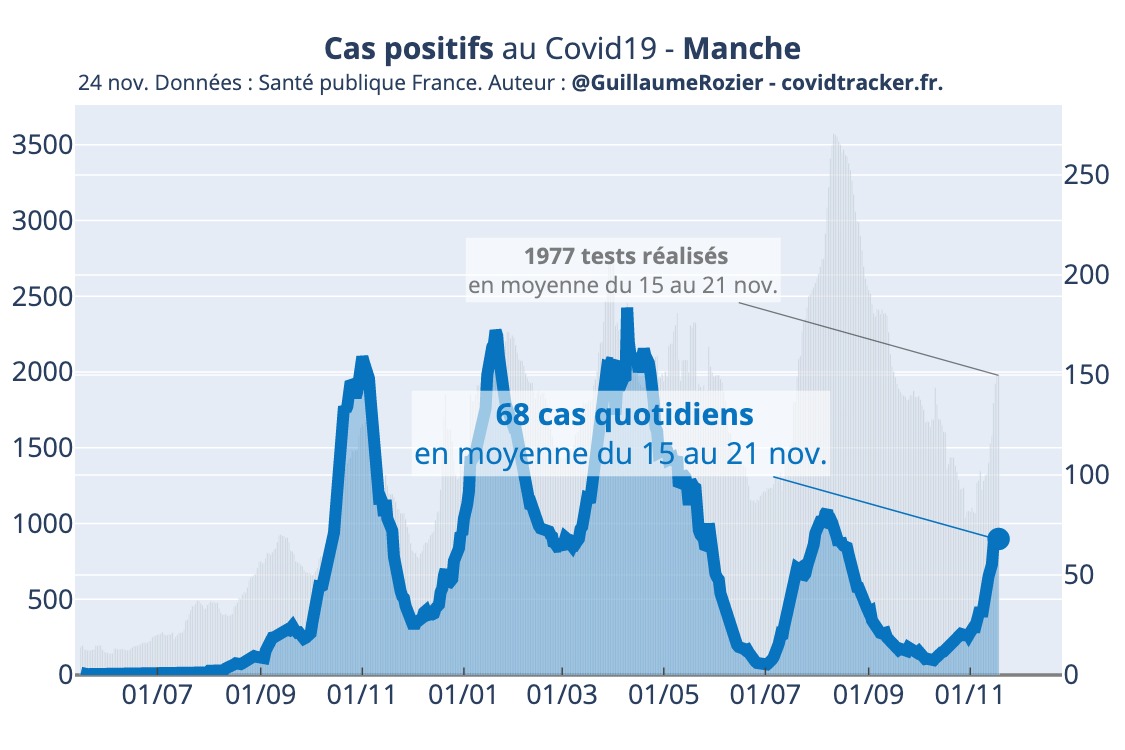 Cas positifs au Covid19 - Manche
24 nov. Données : Santé publique France. Auteur : @GuillaumeRozier - covidtracker.fr.
3500
3000
2500
2000
1500
1000
500
0
250
200
150
100
50
0
1977 tests réalisés
en moyenne du 15 au 21 nov.
68 cas quotidiens
en moyenne du 15 au 21 nov.
01/07 01/09 01/11 01/01 01/03 01/05 01/07 01/09 01/11